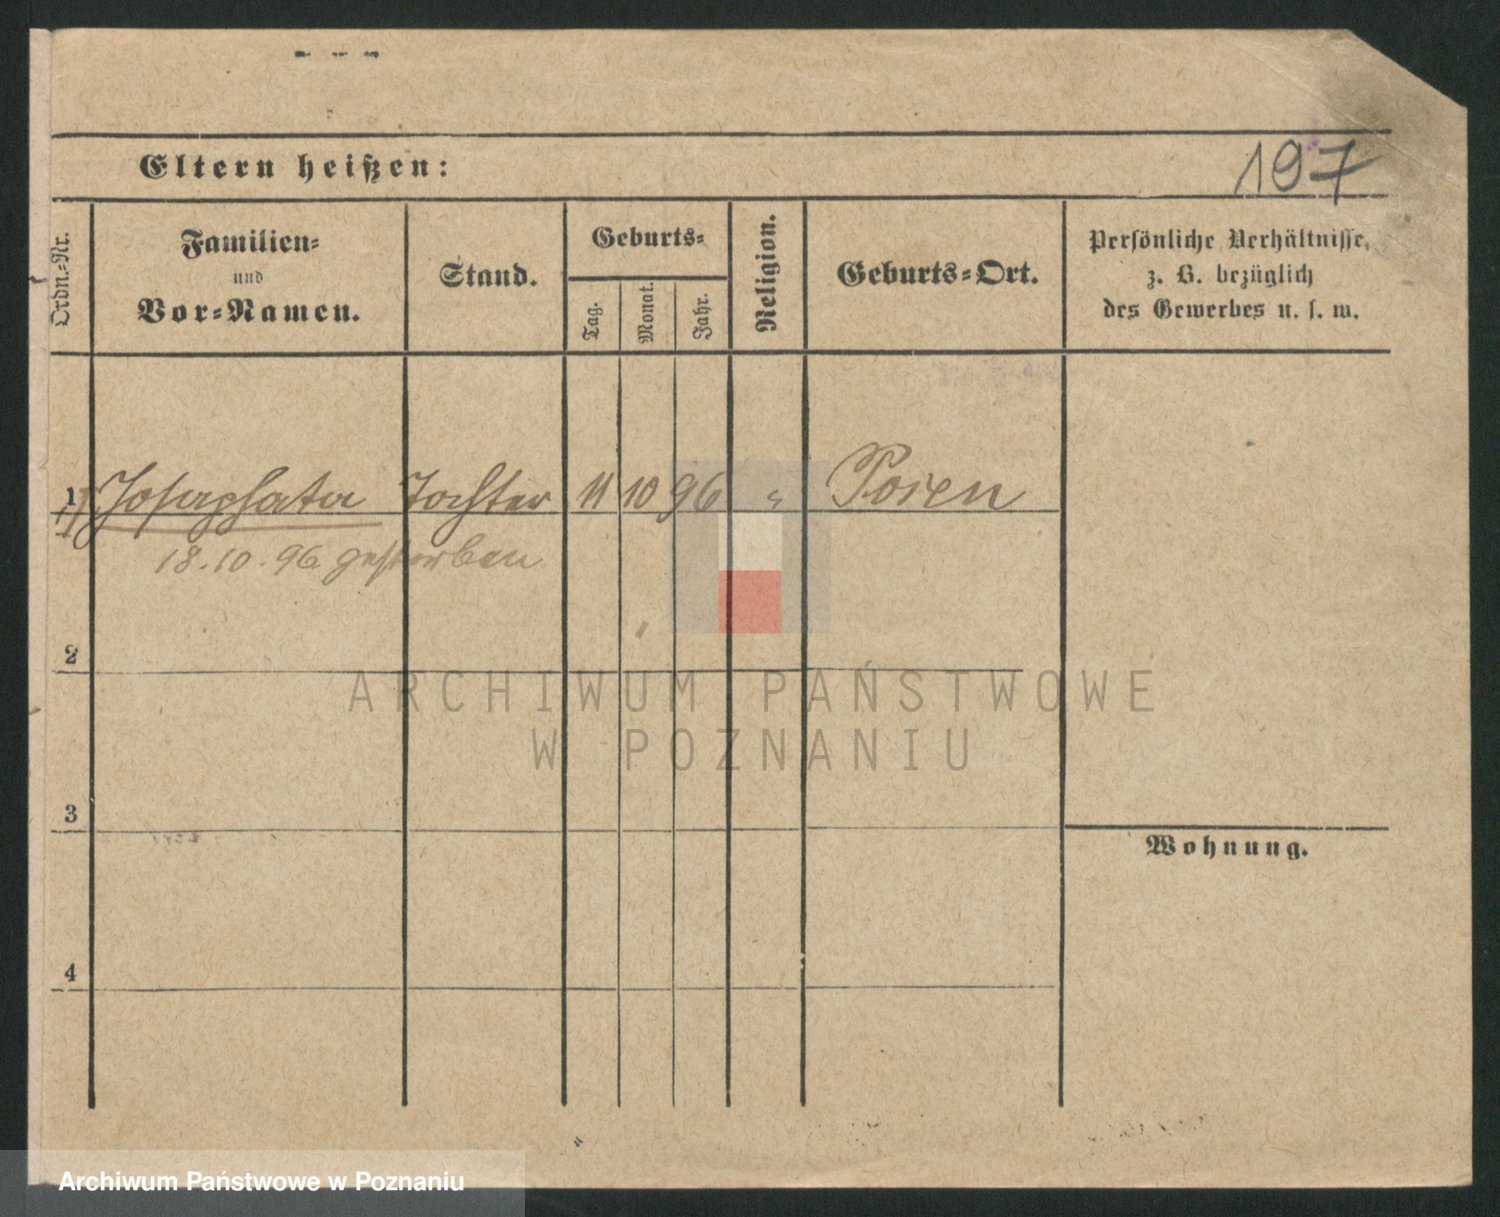 197
Eltern heißen:
Ordn.-Nr.
Familien-
und
Vor-Namen.
Stand.
Geburts-
Tag.
Monat.
Jahr.
Religion.
Geburts-Ort.
Persönliche Verhältnisse,
z. B. bezüglich
des Gewerbes u. s. w.
1 Josaphata Tochter 11 10 96 " Posen
18.10.96 gestorben
2
ARCHIWUM PAŃSTWOWE
W POZNANIU
3
Wohnung.
4
Archiwum Państwowe w Poznaniu